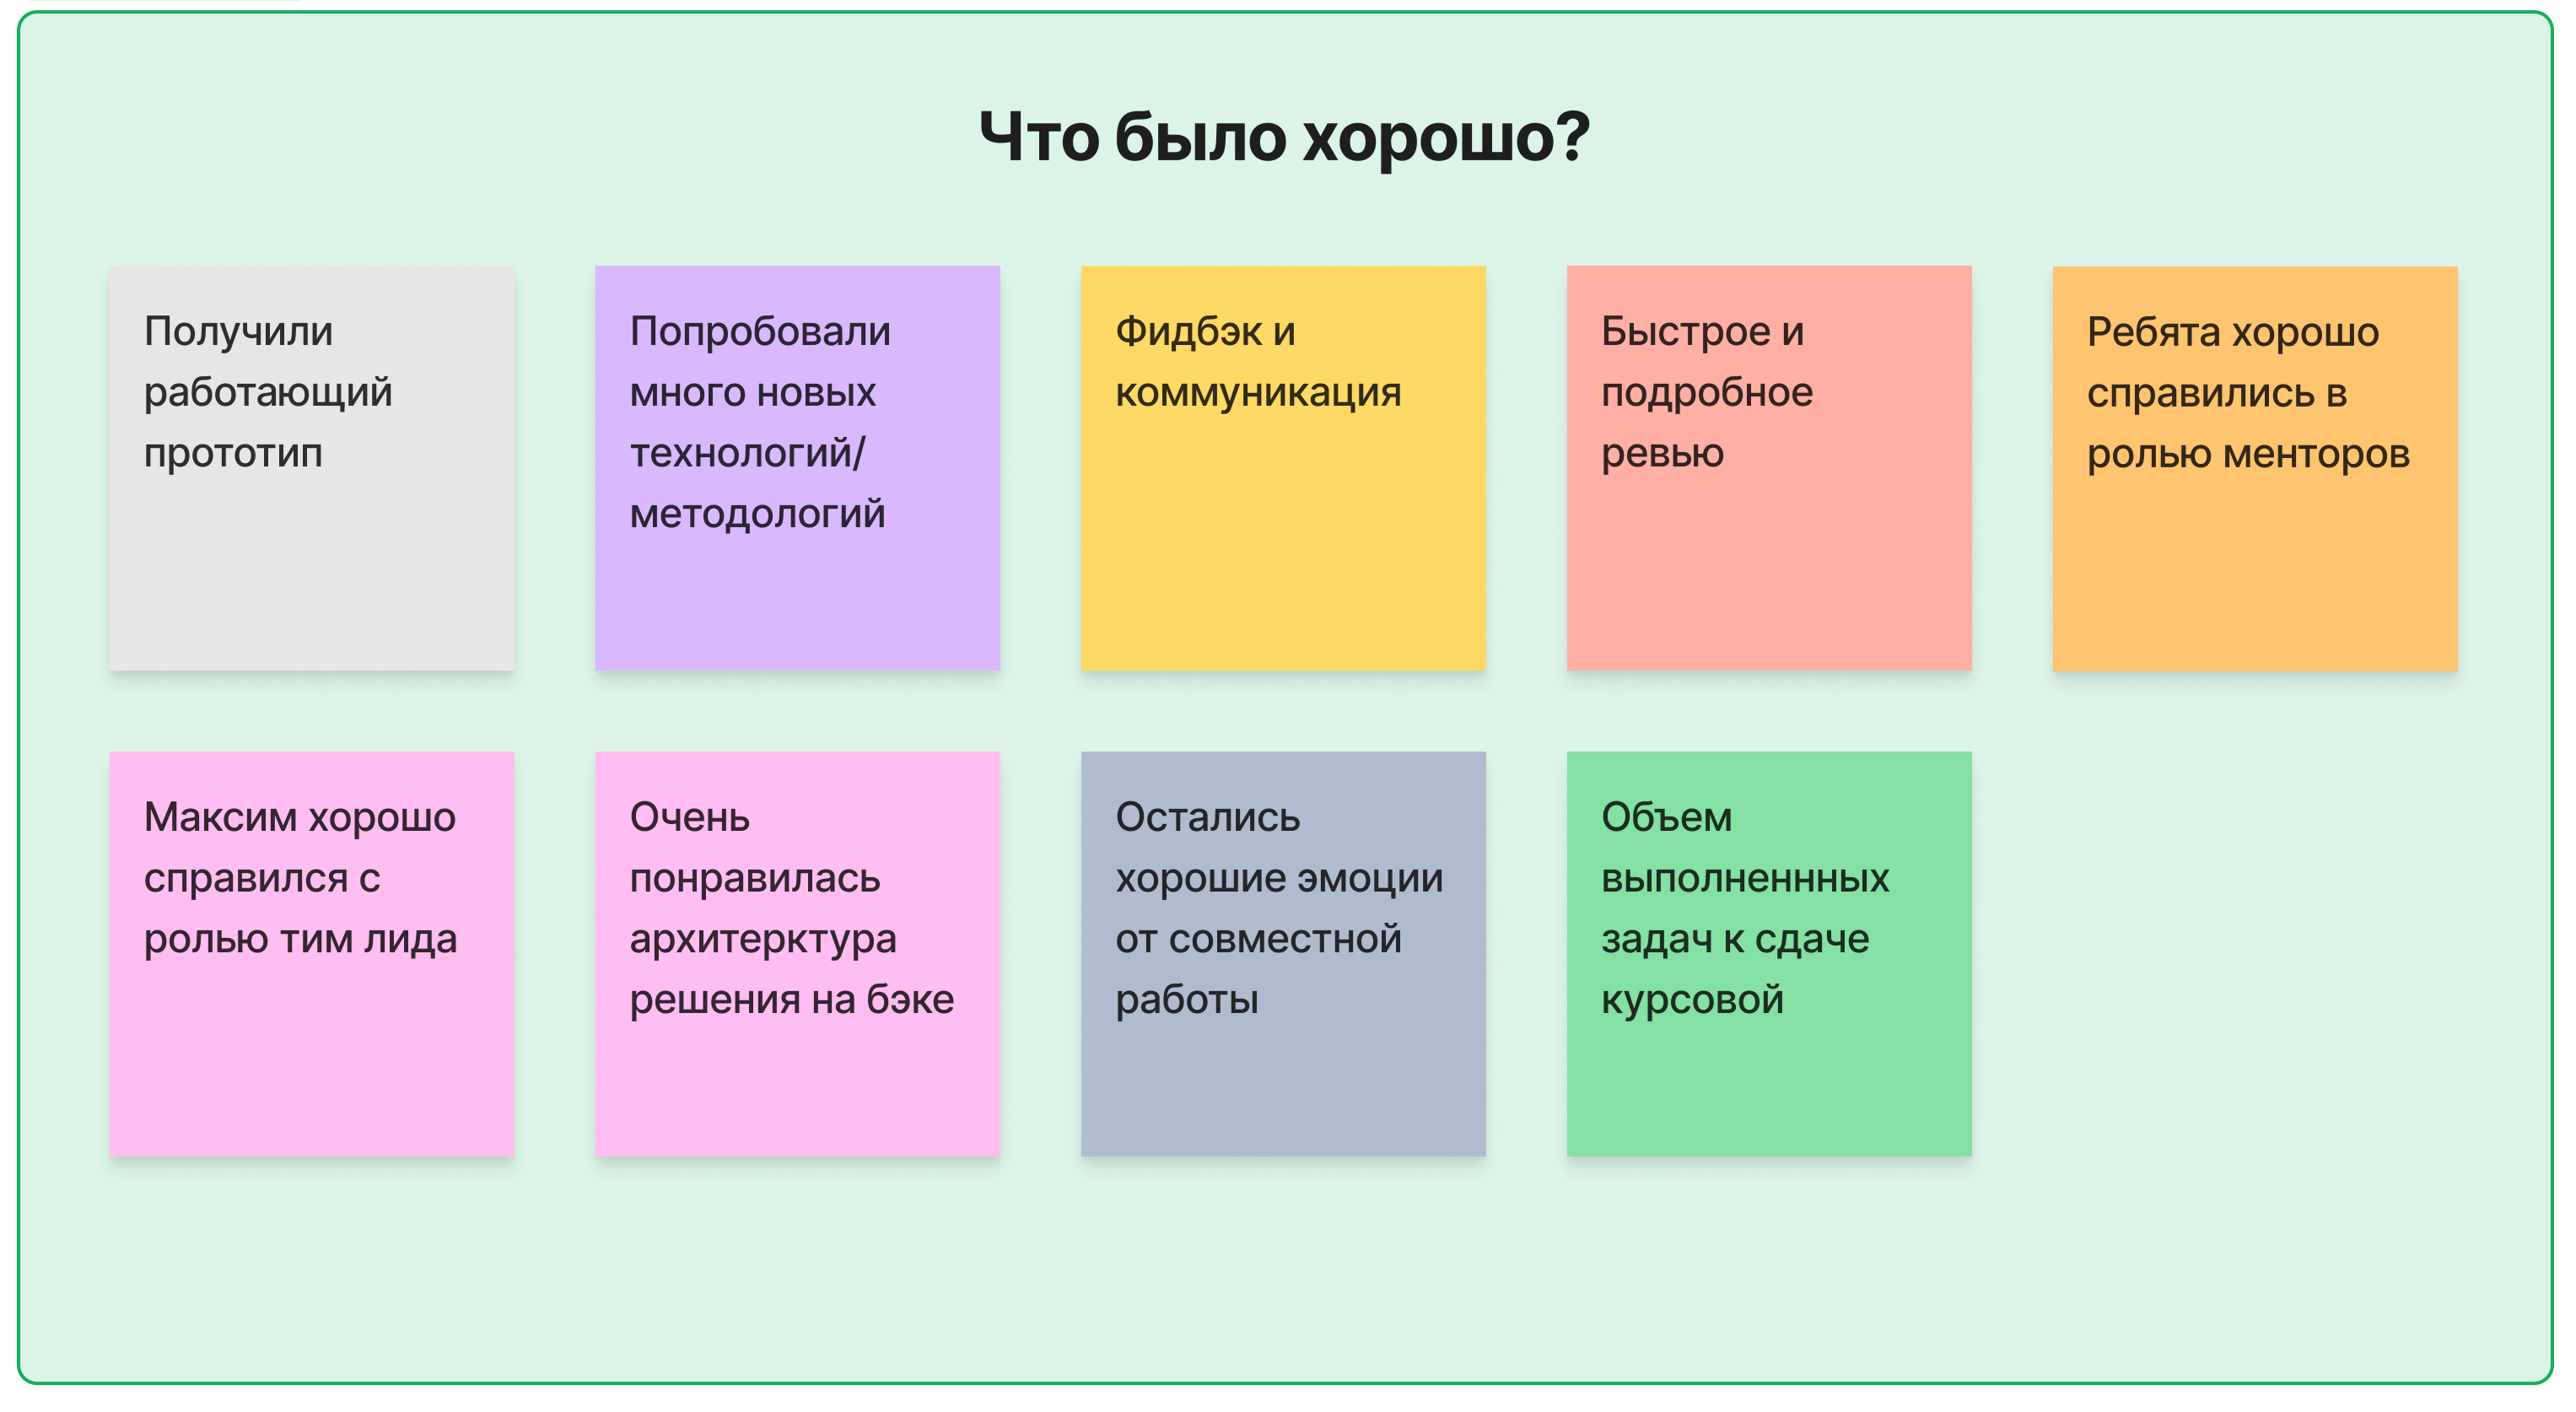 Что было хорошо?
Получили
работающий
прототип
Попробовали
много новых
технологий/
методологий
Фидбэк и
коммуникация
Быстрое и
подробное
ревью
Ребята хорошо
справились в
ролью менторов
Максим хорошо
справился с
ролью тим лида
Очень
понравилась
архитерктура
решения на бэке
Остались
хорошие эмоции
от совместной
работы
Объем
выполненнных
задач к сдаче
курсовой